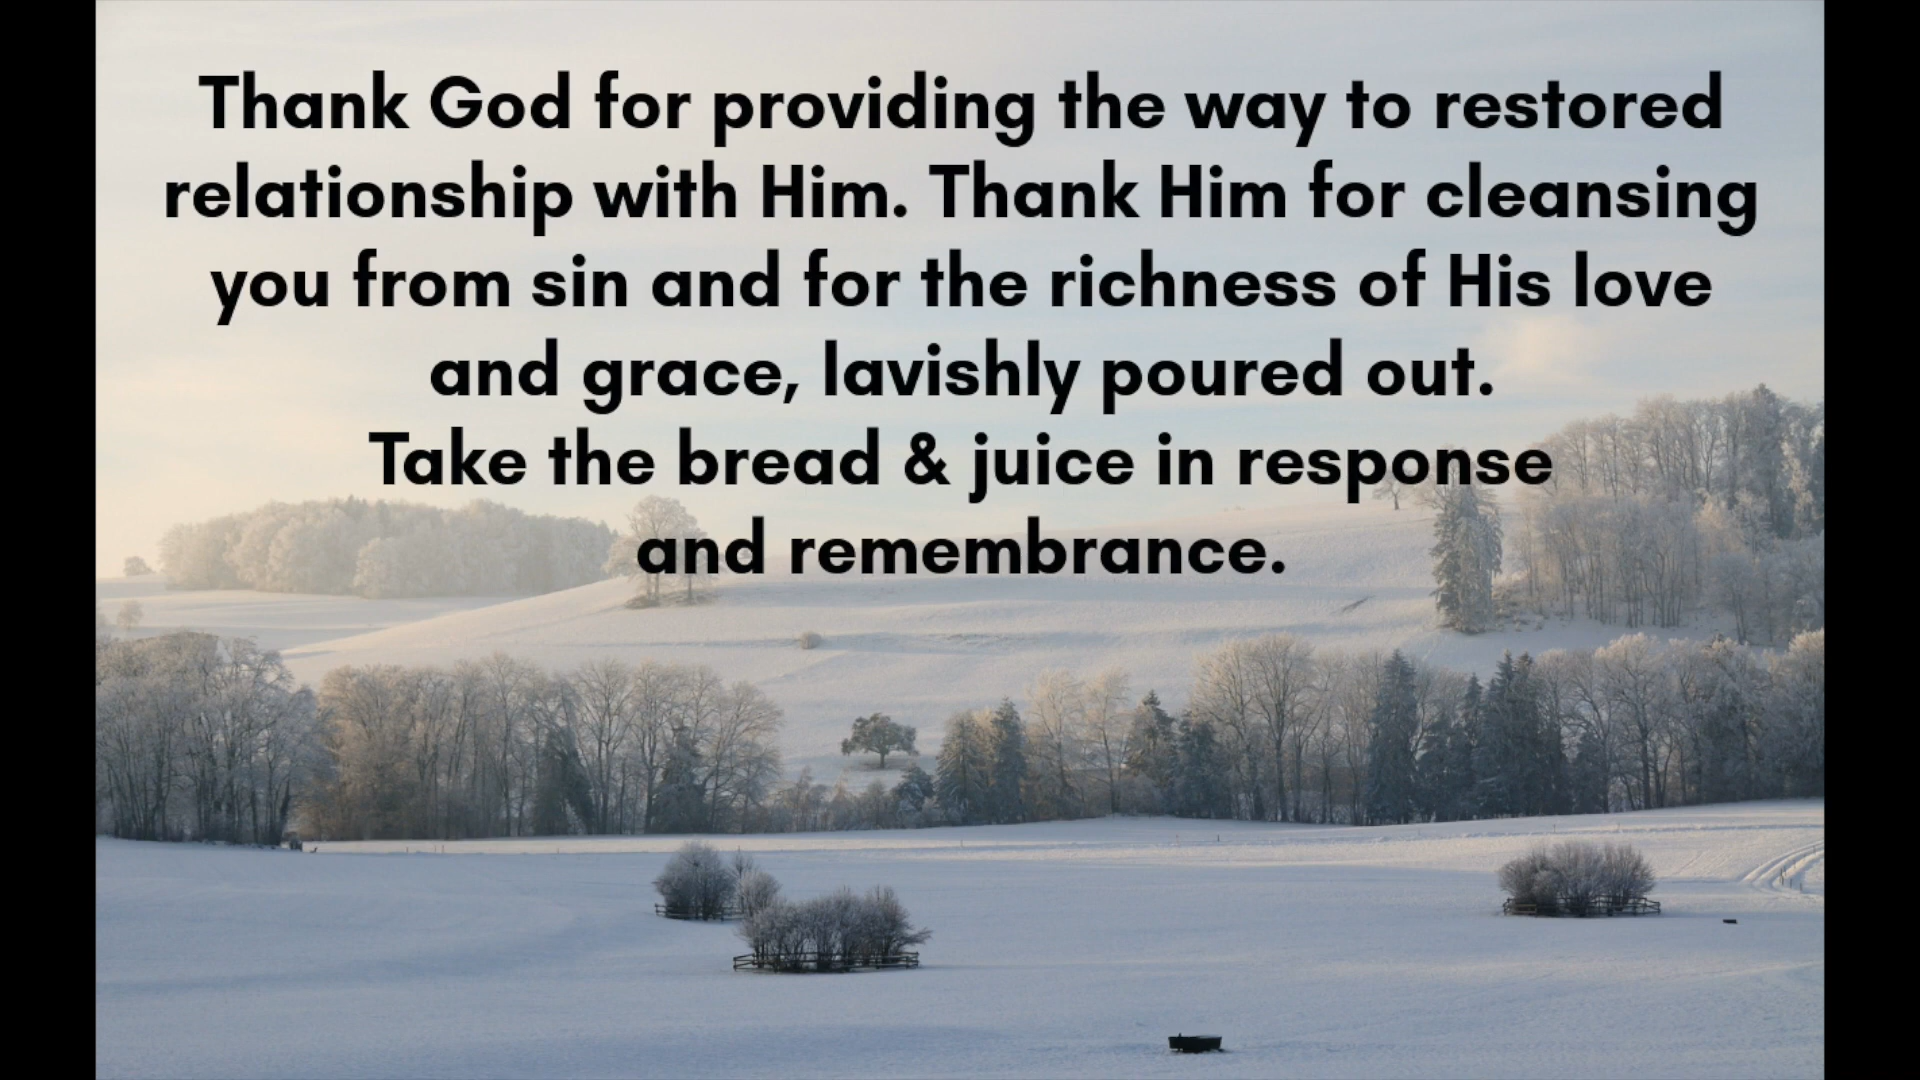 Thank God for providing the way to restored
relationship with Him. Thank Him for cleansing
you from sin and for the richness of His love
and grace, lavishly poured out.
Take the bread & juice in response
and remembrance.